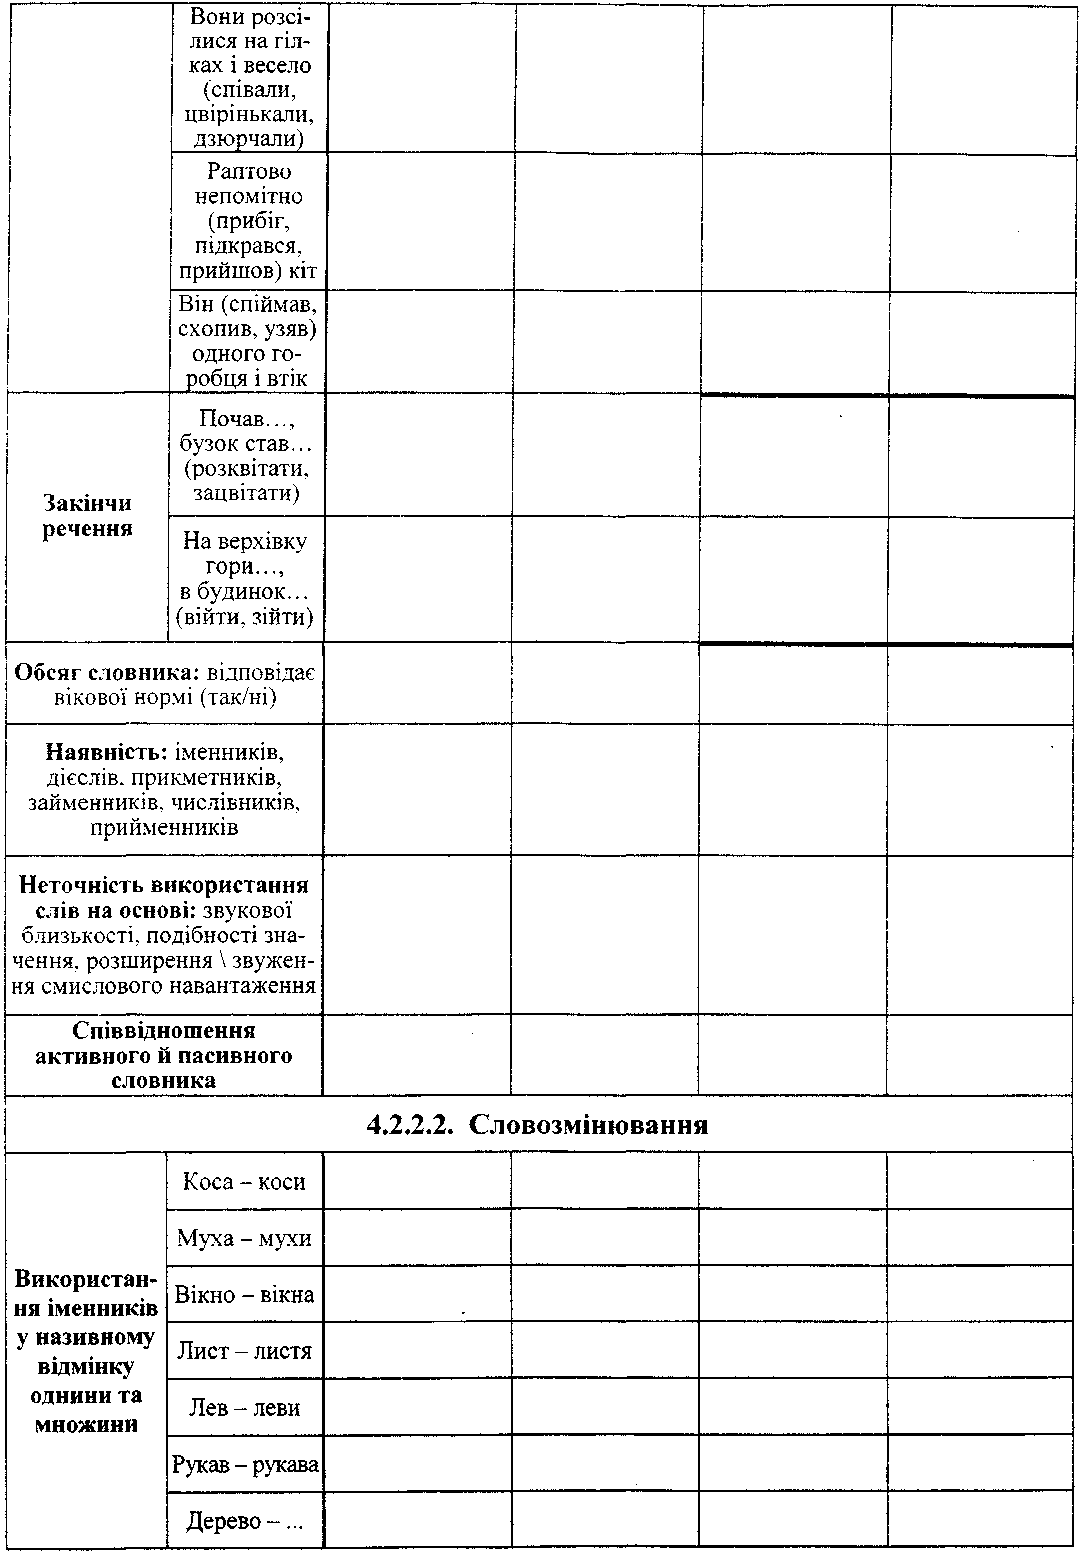 Вони розсі-
лися на гіл-
ках і весело
(співали,
цвірінькали,
дзюрчали)
Раптово
непомітно
(прибіг,
підкрався,
прийшов) кіт
Він (спіймав,
схопив, узяв)
одного го-
робця і втік
Закінчи
речення
Почав...,
бузок став...
(розквітати,
зацвітати)
На верхівку
гори...,
в будинок...
(війти, зійти)
Обсяг словника: відповідає
вікової нормі (так/ні)
Наявність: іменників,
дієслів, прикметників,
займенників, числівників,
прийменників
Неточність використання
слів на основі: звукової
близькості, подібності зна-
чення, розширення \ звужен-
ня смислового навантаження
Співвідношення
активного й пасивного
словника
4.2.2.2. Словозмінювання
Використан-
ня іменників
у називному
відмінку
однини та
множини
Коса – коси
Муха – мухи
Вікно – вікна
Лист – листя
Лев – леви
Рукав – рукава
Дерево – ...